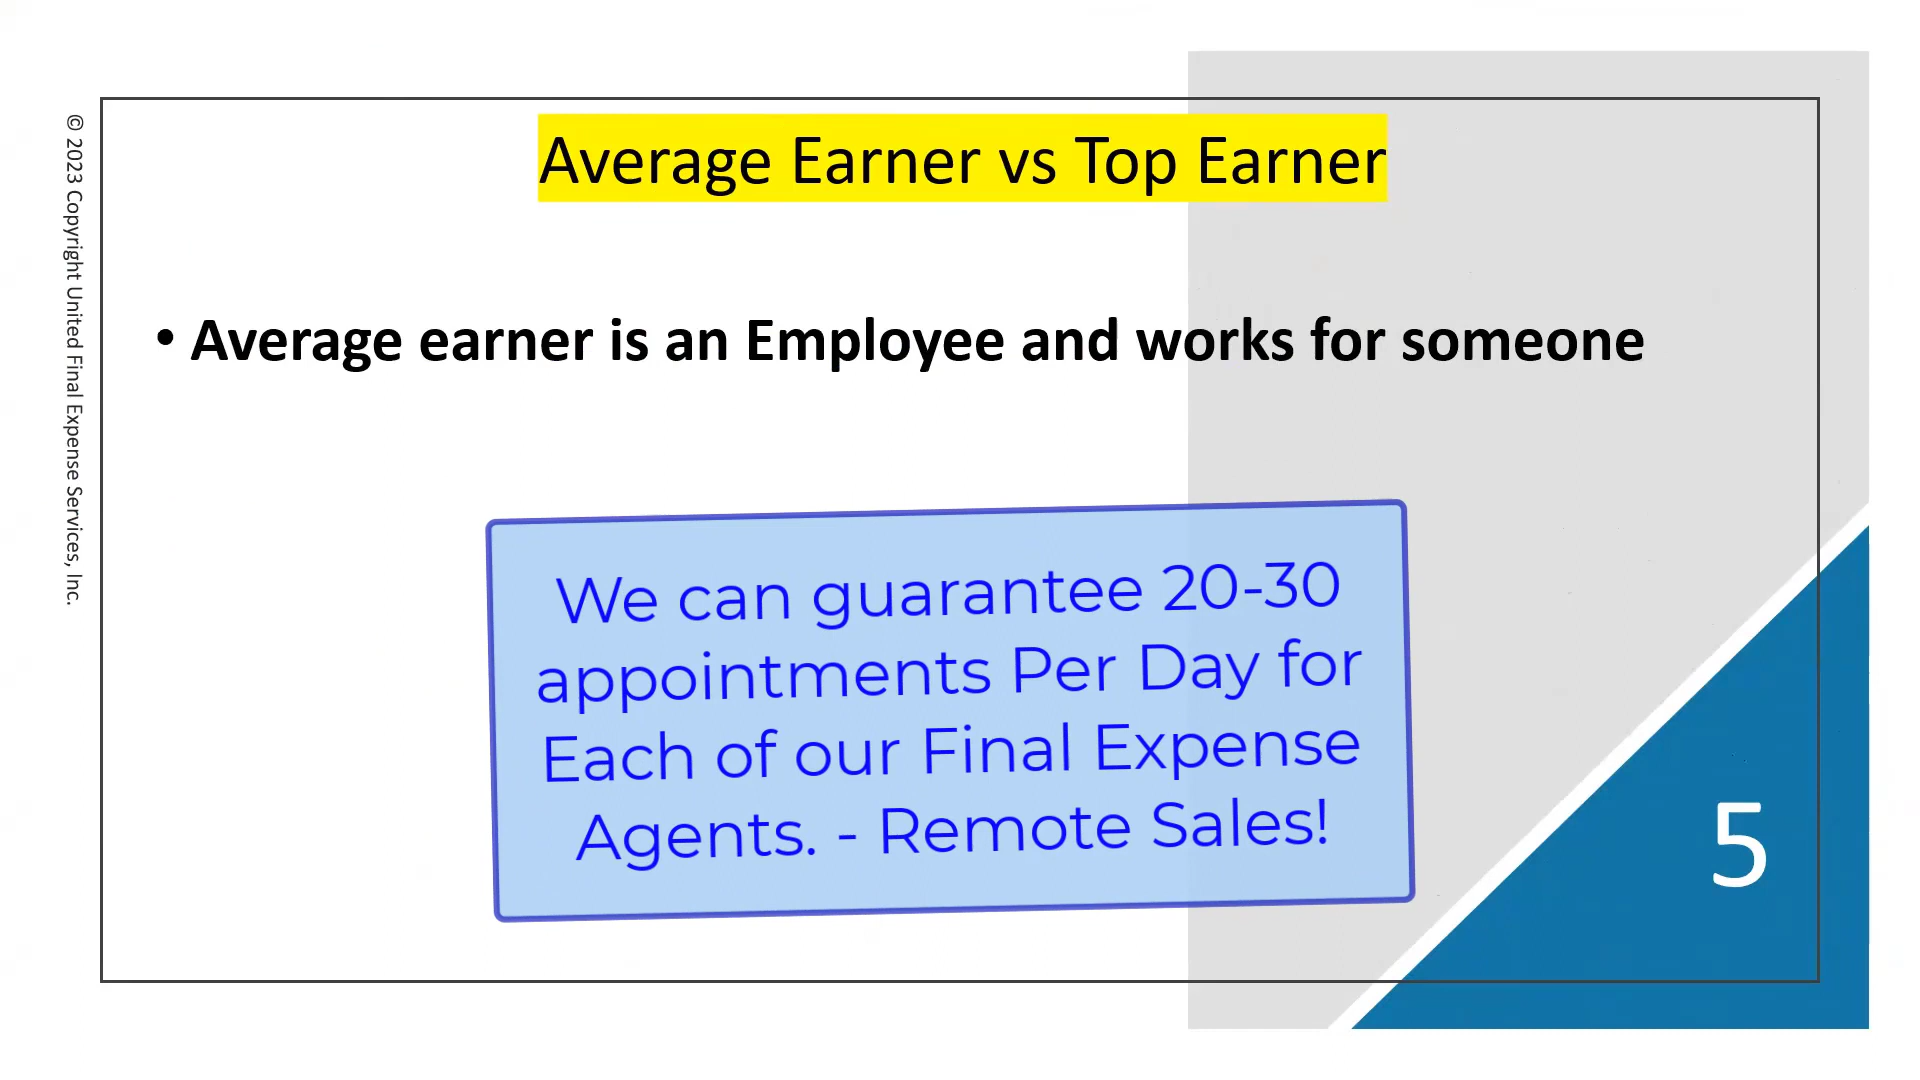 Average Earner vs Top Earner
• Average earner is an Employee and works for someone
We can guarantee 20-30
appointments Per Day for
Each of our Final Expense
Agents. - Remote Sales!
5
© 2023 Copyright United Final Expense Services, Inc.